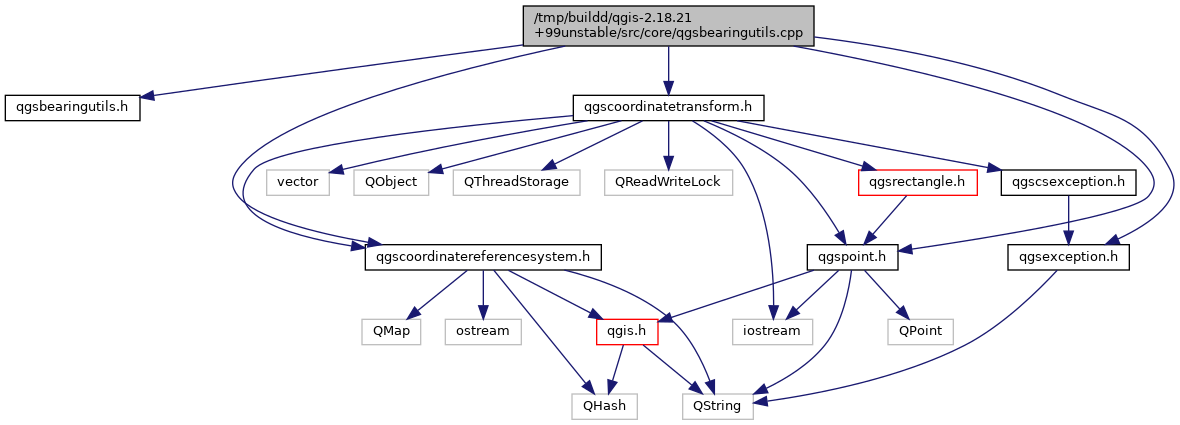 /tmp/buildd/qgis-2.18.21
+99unstable/src/core/qgsbearingutils.cpp
qgsbearingutils.h
qgscoordinatetransform.h
vector
QObject
QThreadStorage
QReadWriteLock
qgsrectangle.h
qgscsexception.h
qgscoordinatereferencesystem.h
qgspoint.h
qgsexception.h
QMap
ostream
qgis.h
iostream
QPoint
QHash
QString